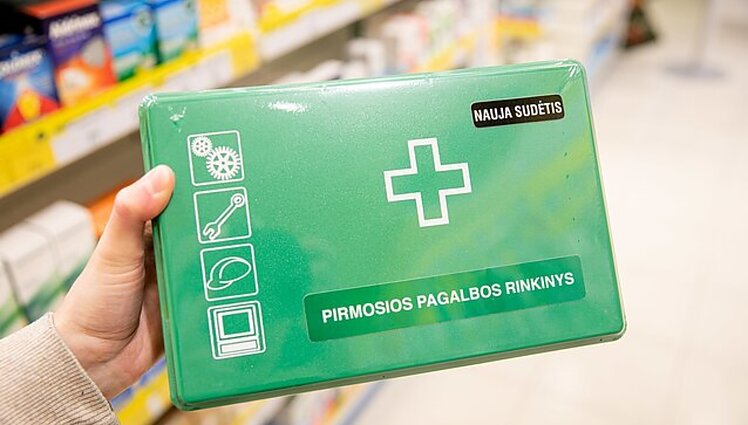 NAUJA SUDĖTIS
PIRMOSIOS PAGALBOS RINKINYS